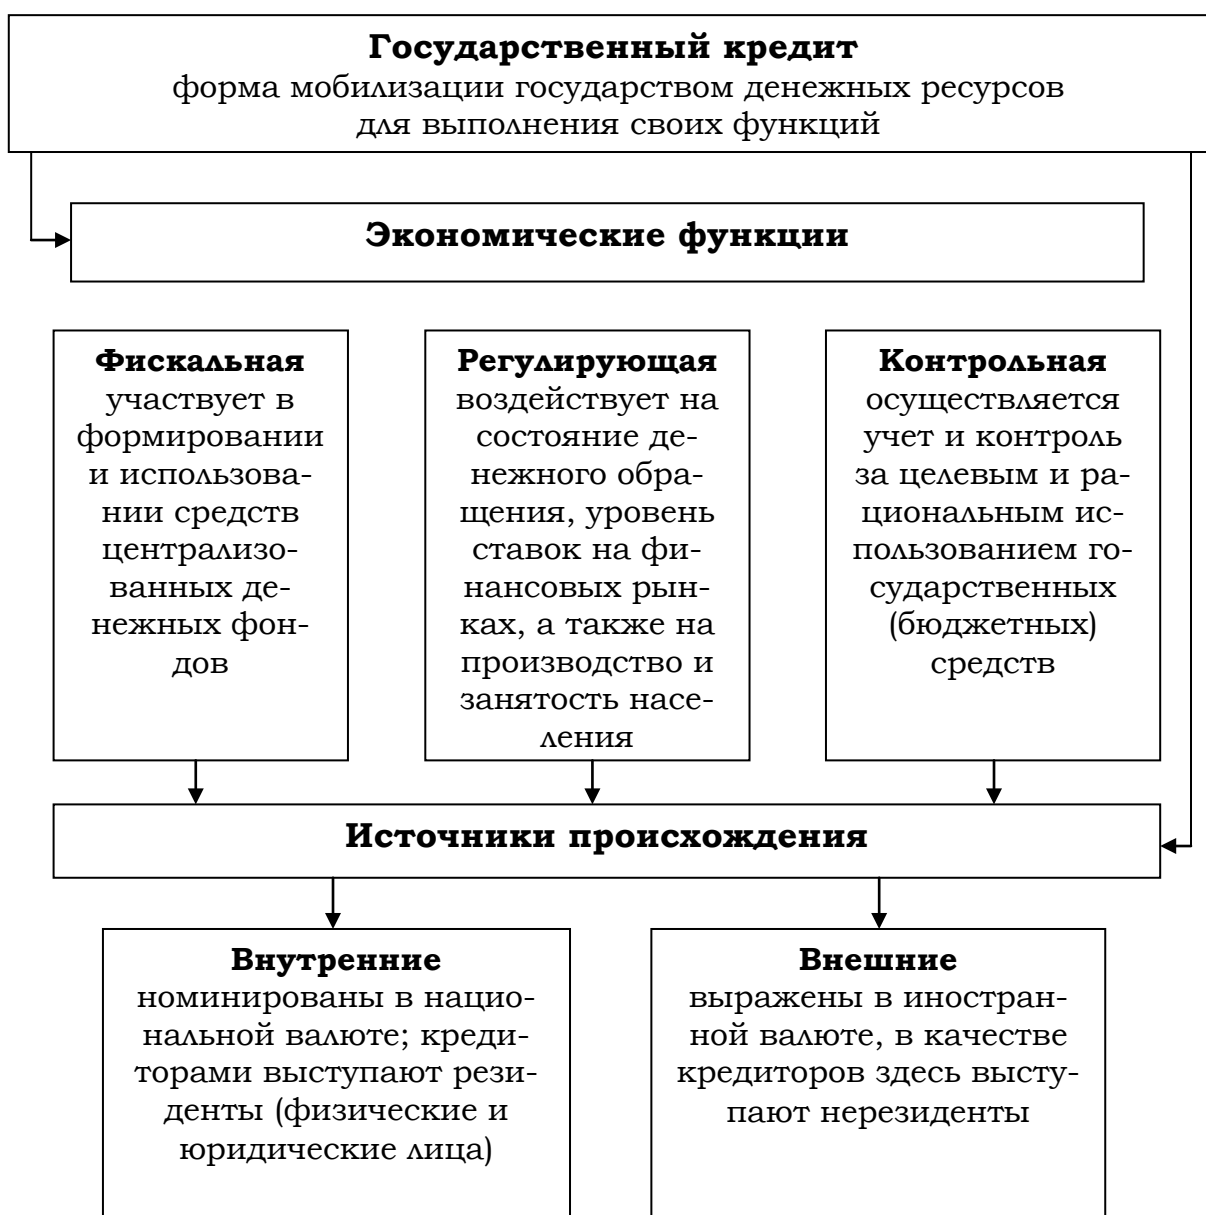 Государственный кредит
форма мобилизации государством денежных ресурсов
для выполнения своих функций
Экономические функции
Фискальная
участвует в
формировании
и использова-
нии средств
централизо-
ванных де-
нежных фон-
дов
Регулирующая
воздействует на
состояние де-
нежного обра-
щения, уровень
ставок на фи-
нансовых рын-
ках, а также на
производство и
занятость насе-
ления
Контрольная
осуществляется
учет и контроль
за целевым и ра-
циональным ис-
пользованием го-
сударственных
(бюджетных)
средств
Источники происхождения
Внутренние
номинированы в нацио-
нальной валюте; креди-
торами выступают рези-
денты (физические и
юридические лица)
Внешние
выражены в иностран-
ной валюте, в качестве
кредиторов здесь высту-
пают нерезиденты